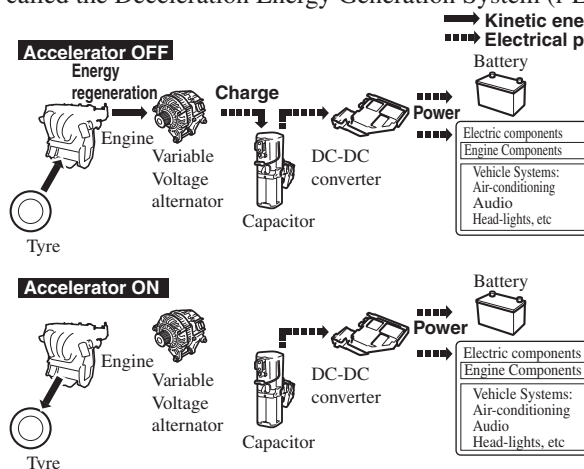 called the Deceleration Energy Generation System (i-E
Kinetic ene
Electrical p
Accelerator OFF
Energy
regeneration
Charge
Battery
Power
Engine
Variable
Voltage
alternator
Capacitor
DC-DC
converter
Electric components
Engine Components
Vehicle Systems:
Air-conditioning
Audio
Head-lights, etc
Tyre
Accelerator ON
Battery
Power
Engine
Variable
Voltage
alternator
Capacitor
DC-DC
converter
Electric components
Engine Components
Vehicle Systems:
Air-conditioning
Audio
Head-lights, etc
Tyre